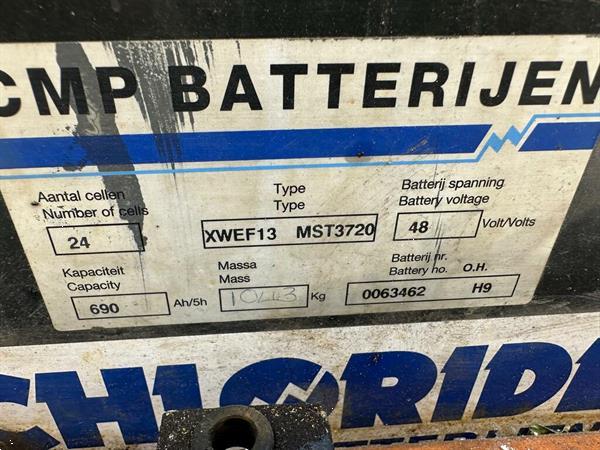 CMP BATTERIJEN
Aantal cellen Type Batterij spanning
Number of cells Type Battery voltage
24 XWEF13 MST3720 48 Volt/Volts
Kapaciteit Massa Batterij nr.
Capacity Mass Battery no. O.H.
690 Ah/5h 1043 Kg 0063462 H9
CHLORIDE